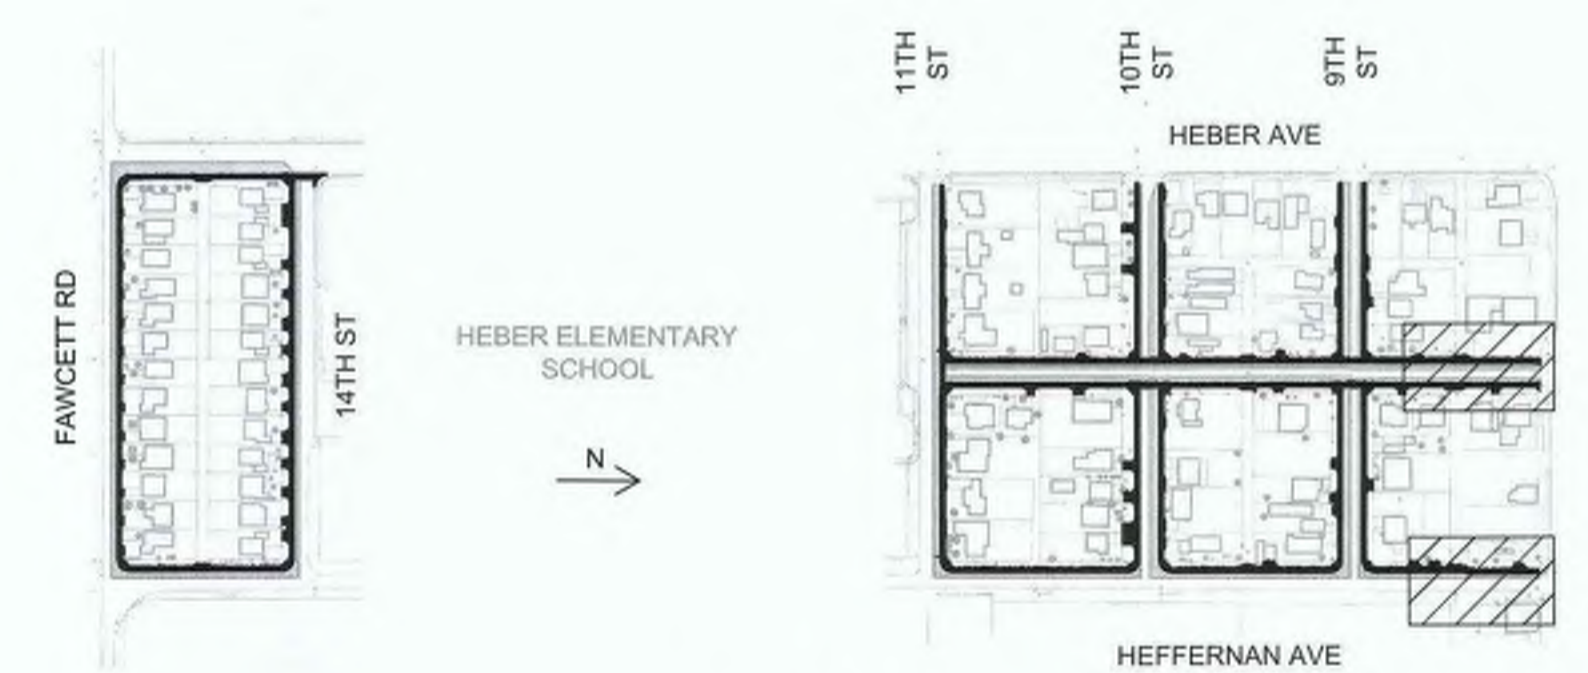 11TH
ST
10TH
ST
9TH
ST
HEBER AVE
FAWCETT RD
14TH ST
HEBER ELEMENTARY
SCHOOL
N
HEFFERNAN AVE